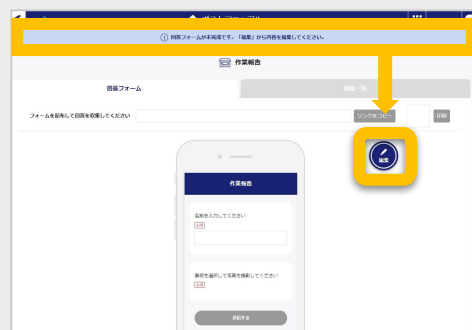 回答フォームが未完成です。「編集」から内容を編集してください。
作業報告
回答フォーム
回答一覧
フォームを配布して回答を収集してください
リンクをコピー
印刷
編集
作業報告
名前を入力してください
必須
黒板を選択して写真を撮影してください
必須
送信する